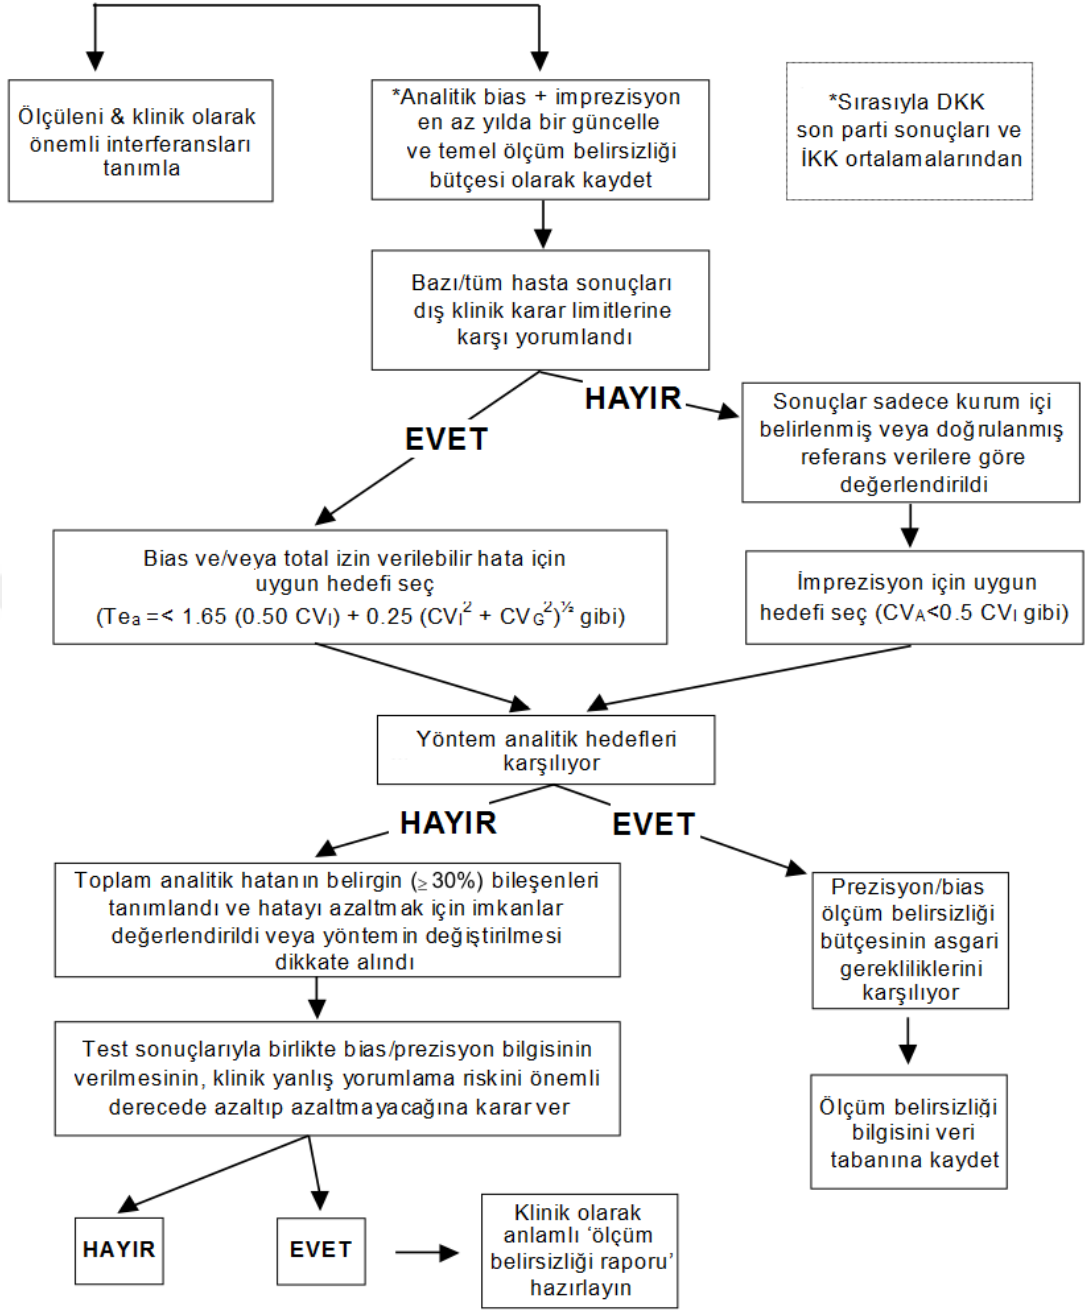 Ölçüleni & klinik olarak
önemli interferansları
tanımla
*Analitik bias + imprezisyon
en az yılda bir güncelle
ve temel ölçüm belirsizliği
bütçesi olarak kaydet
*Sırasıyla DKK
son parti sonuçları ve
İKK ortalamalarından
Bazı/tüm hasta sonuçları
dış klinik karar limitlerine
karşı yorumlandı
HAYIR
EVET
Sonuçlar sadece kurum içi
belirlenmiş veya doğrulanmış
referans verilere göre
değerlendirildi
Bias ve/veya total izin verilebilir hata için
uygun hedefi seç
(Teₐ =< 1.65 (0.50 CVI) + 0.25 (CVI² + CVG²)^½ gibi)
İmprezisyon için uygun
hedefi seç (CVA<0.5 CVI gibi)
Yöntem analitik hedefleri
karşılıyor
HAYIR
EVET
Toplam analitik hatanın belirgin (≥30%) bileşenleri
tanımlandı ve hatayı azaltmak için imkanlar
değerlendirildi veya yöntemin değiştirilmesi
dikkate alındı
Prezisyon/bias
ölçüm belirsizliği
bütçesinin asgari
gerekliliklerini
karşılıyor
Test sonuçlarıyla birlikte bias/prezisyon bilgisinin
verilmesinin, klinik yanlış yorumlama riskini önemli
derecede azaltıp azaltmayacağına karar ver
Ölçüm belirsizliği
bilgisini veri
tabanına kaydet
HAYIR
EVET
Klinik olarak
anlamlı ‘ölçüm
belirsizliği raporu’
hazırlayın